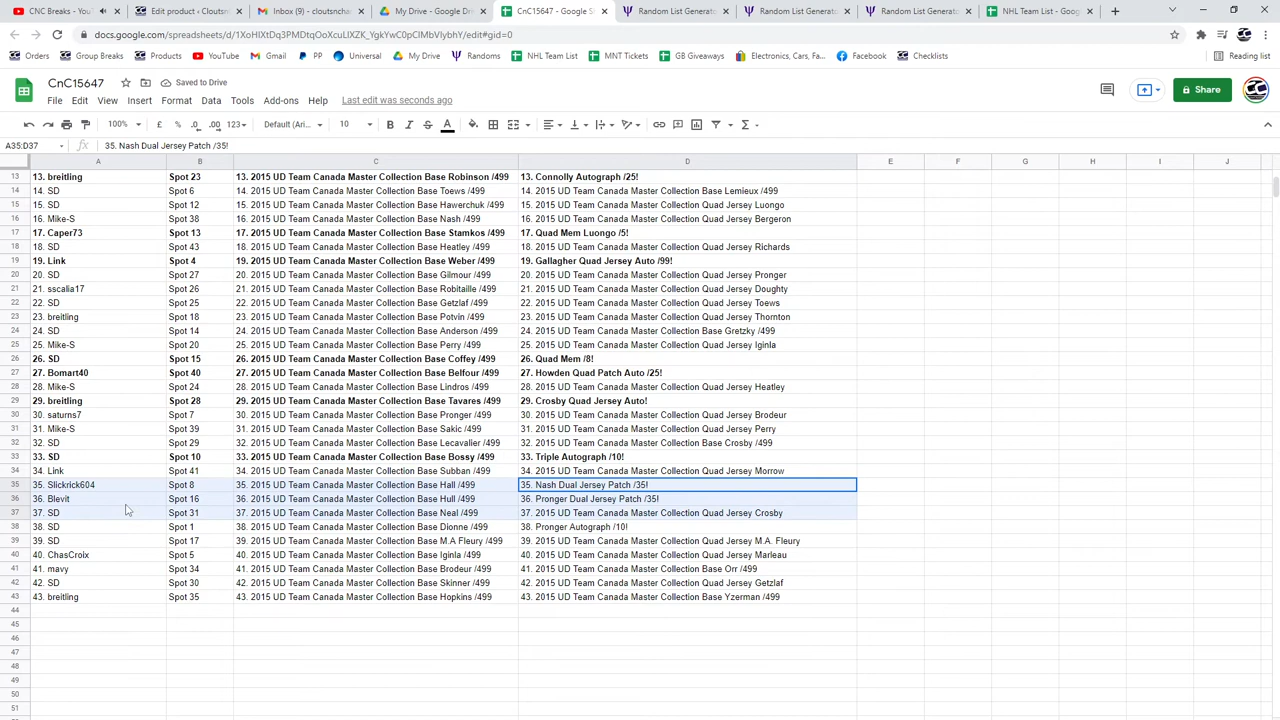 CNC Breaks - You
Edit product ‹ Cloutsn
Inbox (9) - cloutsnch
My Drive - Google Dri
CnC15647 - Google S
Random List Generato
Random List Generato
Random List Generato
NHL Team List - Goog
docs.google.com/spreadsheets/d/
Orders
Group Breaks
Products
YouTube
Gmail
PayPal
Universal
My Drive
Randoms
NHL Team List
MNT Tickets
GB Giveaways
Electronics, Cars, Fa...
Facebook
Checklists
Reading list
CnC15647
Saved to Drive
File Edit View Insert Format Data Tools Add-ons Help Last edit was seconds ago
Share
100% £ % .0 .00 123 Default (Ari... 10 B I S A
A35:D37 fx 35. Nash Dual Jersey Patch /35!
A B C D E F G H I J
13 13. breitling Spot 23 13. 2015 UD Team Canada Master Collection Base Robinson /499 13. Connolly Autograph /25!
14 14. SD Spot 6 14. 2015 UD Team Canada Master Collection Base Toews /499 14. 2015 UD Team Canada Master Collection Base Lemieux /499
15 15. SD Spot 12 15. 2015 UD Team Canada Master Collection Base Hawerchuk /499 15. 2015 UD Team Canada Master Collection Quad Jersey Luongo
16 16. Mike-S Spot 38 16. 2015 UD Team Canada Master Collection Base Nash /499 16. 2015 UD Team Canada Master Collection Quad Jersey Bergeron
17 17. Caper73 Spot 13 17. 2015 UD Team Canada Master Collection Base Stamkos /499 17. Quad Mem Luongo /5!
18 18. SD Spot 43 18. 2015 UD Team Canada Master Collection Base Heatley /499 18. 2015 UD Team Canada Master Collection Quad Jersey Richards
19 19. Link Spot 4 19. 2015 UD Team Canada Master Collection Base Weber /499 19. Gallagher Quad Jersey Auto /99!
20 20. SD Spot 27 20. 2015 UD Team Canada Master Collection Base Gilmour /499 20. 2015 UD Team Canada Master Collection Quad Jersey Pronger
21 21. sscalia17 Spot 26 21. 2015 UD Team Canada Master Collection Base Robitaille /499 21. 2015 UD Team Canada Master Collection Quad Jersey Doughty
22 22. SD Spot 25 22. 2015 UD Team Canada Master Collection Base Getzlaf /499 22. 2015 UD Team Canada Master Collection Quad Jersey Toews
23 23. breitling Spot 18 23. 2015 UD Team Canada Master Collection Base Potvin /499 23. 2015 UD Team Canada Master Collection Quad Jersey Thornton
24 24. SD Spot 14 24. 2015 UD Team Canada Master Collection Base Anderson /499 24. 2015 UD Team Canada Master Collection Base Gretzky /499
25 25. Mike-S Spot 20 25. 2015 UD Team Canada Master Collection Base Perry /499 25. 2015 UD Team Canada Master Collection Quad Jersey Iginla
26 26. SD Spot 15 26. 2015 UD Team Canada Master Collection Base Coffey /499 26. Quad Mem /8!
27 27. Bomart40 Spot 40 27. 2015 UD Team Canada Master Collection Base Belfour /499 27. Howden Quad Patch Auto /25!
28 28. Mike-S Spot 24 28. 2015 UD Team Canada Master Collection Base Lindros /499 28. 2015 UD Team Canada Master Collection Quad Jersey Heatley
29 29. breitling Spot 28 29. 2015 UD Team Canada Master Collection Base Tavares /499 29. Crosby Quad Jersey Auto!
30 30. saturns7 Spot 7 30. 2015 UD Team Canada Master Collection Base Pronger /499 30. 2015 UD Team Canada Master Collection Quad Jersey Brodeur
31 31. Mike-S Spot 39 31. 2015 UD Team Canada Master Collection Base Sakic /499 31. 2015 UD Team Canada Master Collection Quad Jersey Perry
32 32. SD Spot 29 32. 2015 UD Team Canada Master Collection Base Lecavalier /499 32. 2015 UD Team Canada Master Collection Base Crosby /499
33 33. SD Spot 10 33. 2015 UD Team Canada Master Collection Base Bossy /499 33. Triple Autograph /10!
34 34. Link Spot 41 34. 2015 UD Team Canada Master Collection Base Subban /499 34. 2015 UD Team Canada Master Collection Quad Jersey Morrow
35 35. Slickrick604 Spot 8 35. 2015 UD Team Canada Master Collection Base Hall /499 35. Nash Dual Jersey Patch /35!
36 36. Blevit Spot 16 36. 2015 UD Team Canada Master Collection Base Hull /499 36. Pronger Dual Jersey Patch /35!
37 37. SD Spot 31 37. 2015 UD Team Canada Master Collection Base Neal /499 37. 2015 UD Team Canada Master Collection Quad Jersey Crosby
38 38. SD Spot 1 38. 2015 UD Team Canada Master Collection Base Dionne /499 38. Pronger Autograph /10!
39 39. SD Spot 17 39. 2015 UD Team Canada Master Collection Base M.A Fleury /499 39. 2015 UD Team Canada Master Collection Quad Jersey M.A. Fleury
40 40. ChasCroix Spot 5 40. 2015 UD Team Canada Master Collection Base Iginla /499 40. 2015 UD Team Canada Master Collection Quad Jersey Marleau
41 41. mavy Spot 34 41. 2015 UD Team Canada Master Collection Base Brodeur /499 41. 2015 UD Team Canada Master Collection Base Orr /499
42 42. SD Spot 30 42. 2015 UD Team Canada Master Collection Base Skinner /499 42. 2015 UD Team Canada Master Collection Quad Jersey Getzlaf
43 43. breitling Spot 35 43. 2015 UD Team Canada Master Collection Base Hopkins /499 43. 2015 UD Team Canada Master Collection Base Yzerman /499
44
45
46
47
48
49
50
51